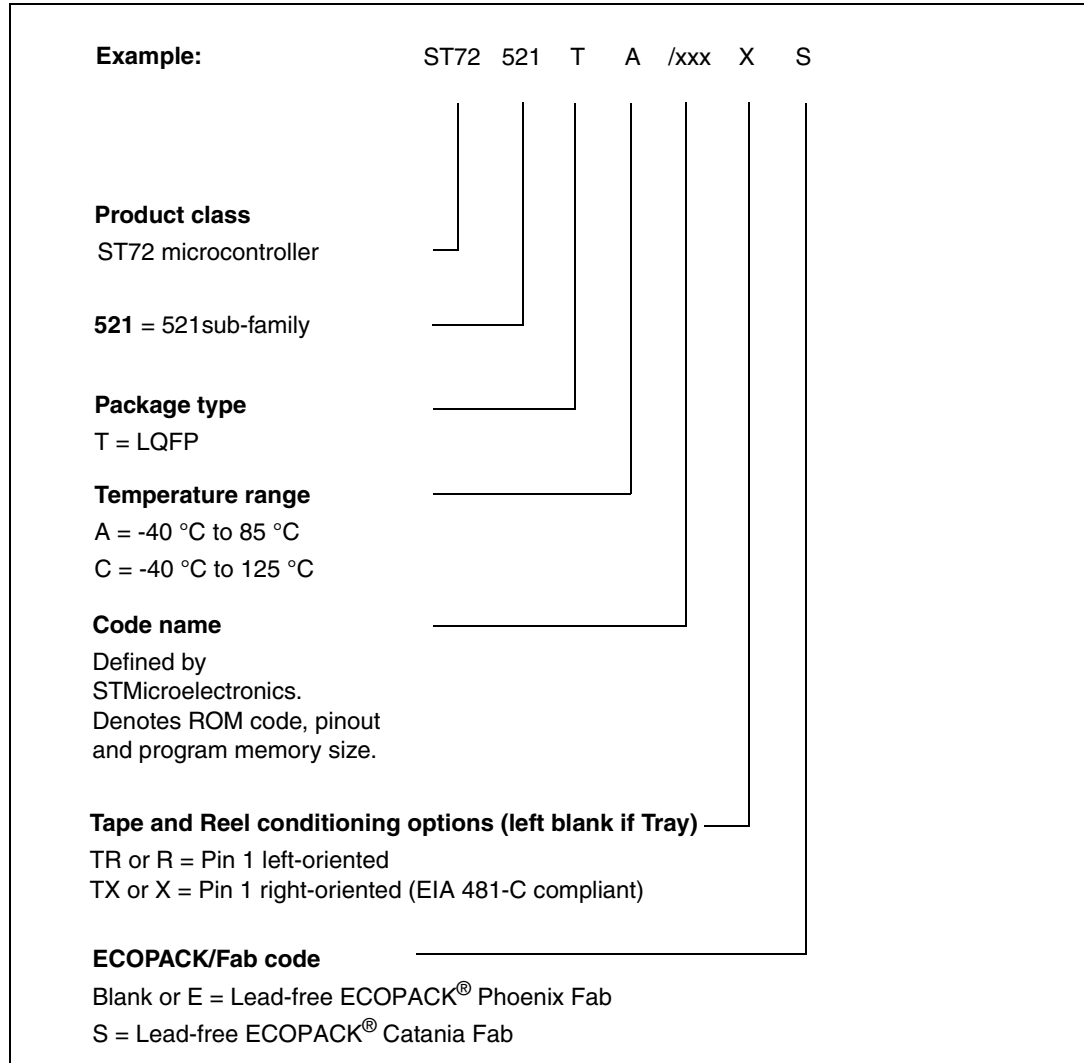 Example: ST72 521 T A /xxx X S
Product class
ST72 microcontroller
521 = 521sub-family
Package type
T = LQFP
Temperature range
A = -40 °C to 85 °C
C = -40 °C to 125 °C
Code name
Defined by
STMicroelectronics.
Denotes ROM code, pinout
and program memory size.
Tape and Reel conditioning options (left blank if Tray)
TR or R = Pin 1 left-oriented
TX or X = Pin 1 right-oriented (EIA 481-C compliant)
ECOPACK/Fab code
Blank or E = Lead-free ECOPACK® Phoenix Fab
S = Lead-free ECOPACK® Catania Fab